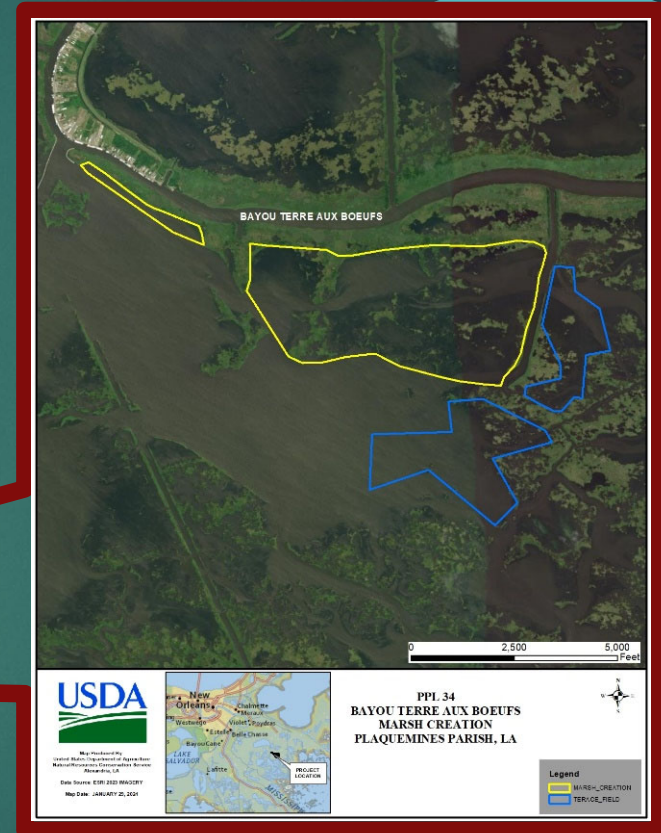 BAYOU TERRE AUX BOEUFS
0 2,500 5,000
Feet
USDA
Map Produced By
United States Department of Agriculture
Natural Resources Conservation Service
Alexandria, LA
Data Source: ESRI 2023 IMAGERY
Map Date: JANUARY 25, 2024
New
Orleans
Chalmette
Meraux
Westwego
Violet
Poydras
Estelle
Belle Chasse
Bayou Cane
LAKE
SALVADOR
Lafitte
MISSISSIPPI
PROJECT
LOCATION
PPL 34
BAYOU TERRE AUX BOEUFS
MARSH CREATION
PLAQUEMINES PARISH, LA
N
W
E
S
Legend
MARSH_CREATION
TERACE_FIELD